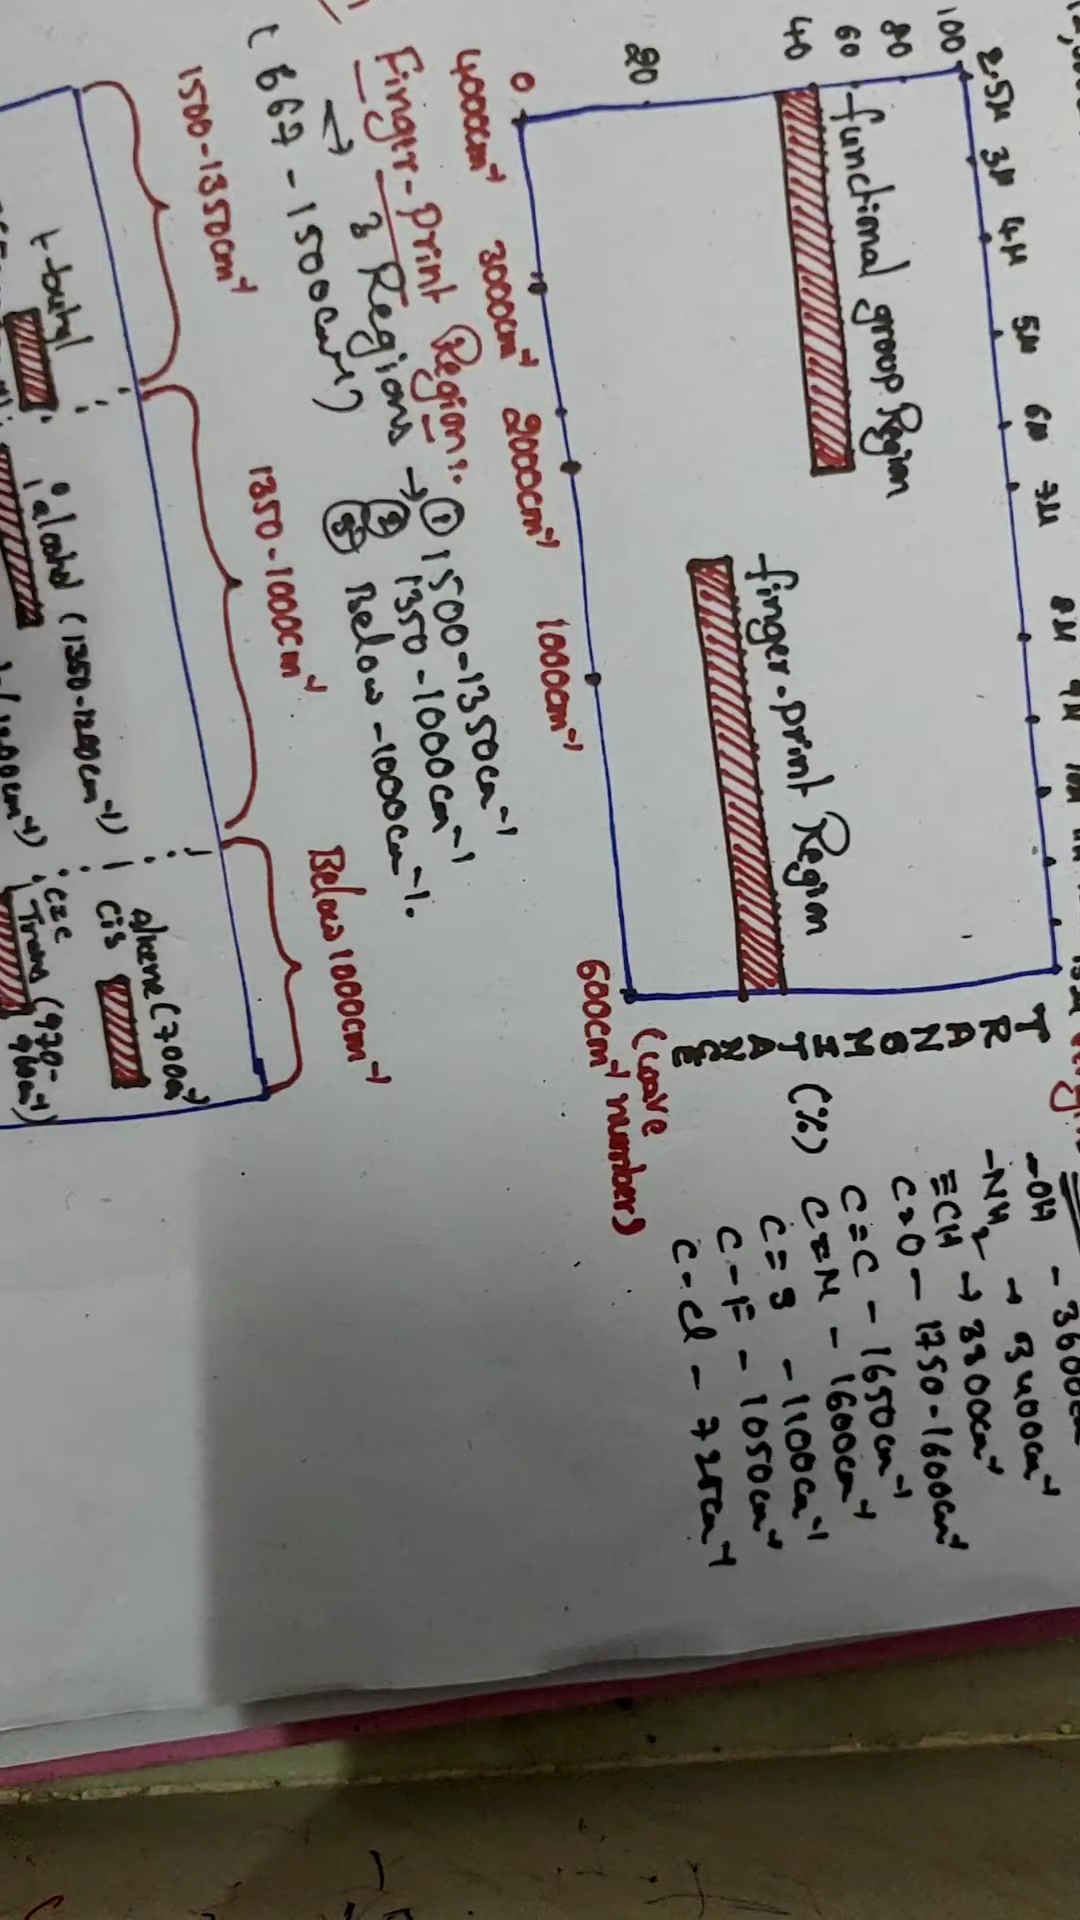 2.5μ 3μ 4μ 5μ 6μ 7μ 8μ 9μ 10μ
100
80
60
40
20
0
functional group Region
finger-print Region
TRANSMITTANCE (%)
4000cm⁻¹ 3000cm⁻¹ 2000cm⁻¹ 1000cm⁻¹ 600cm⁻¹
(wave number)
-OH - 3600
-NH₂ → 3400cm⁻¹
≡CH → 3300cm⁻¹
C=O - 1750-1600cm⁻¹
C=C - 1650cm⁻¹
C=N - 1600cm⁻¹
C=S - 1100cm⁻¹
C-F - 1050cm⁻¹
C-Cl - 725cm⁻¹
Finger-print Region:-
→ 3 Regions → ① 1500-1350cm⁻¹
② 1350-1000cm⁻¹
③ Below-1000cm⁻¹.
(667-1500cm⁻¹)
1500-1350cm⁻¹ 1350-1000cm⁻¹ Below 1000cm⁻¹
t-butyl
alcohol (1350-1260cm⁻¹)
alkene (700cm⁻¹)
cis
C=C
Trans (970-
960cm⁻¹)